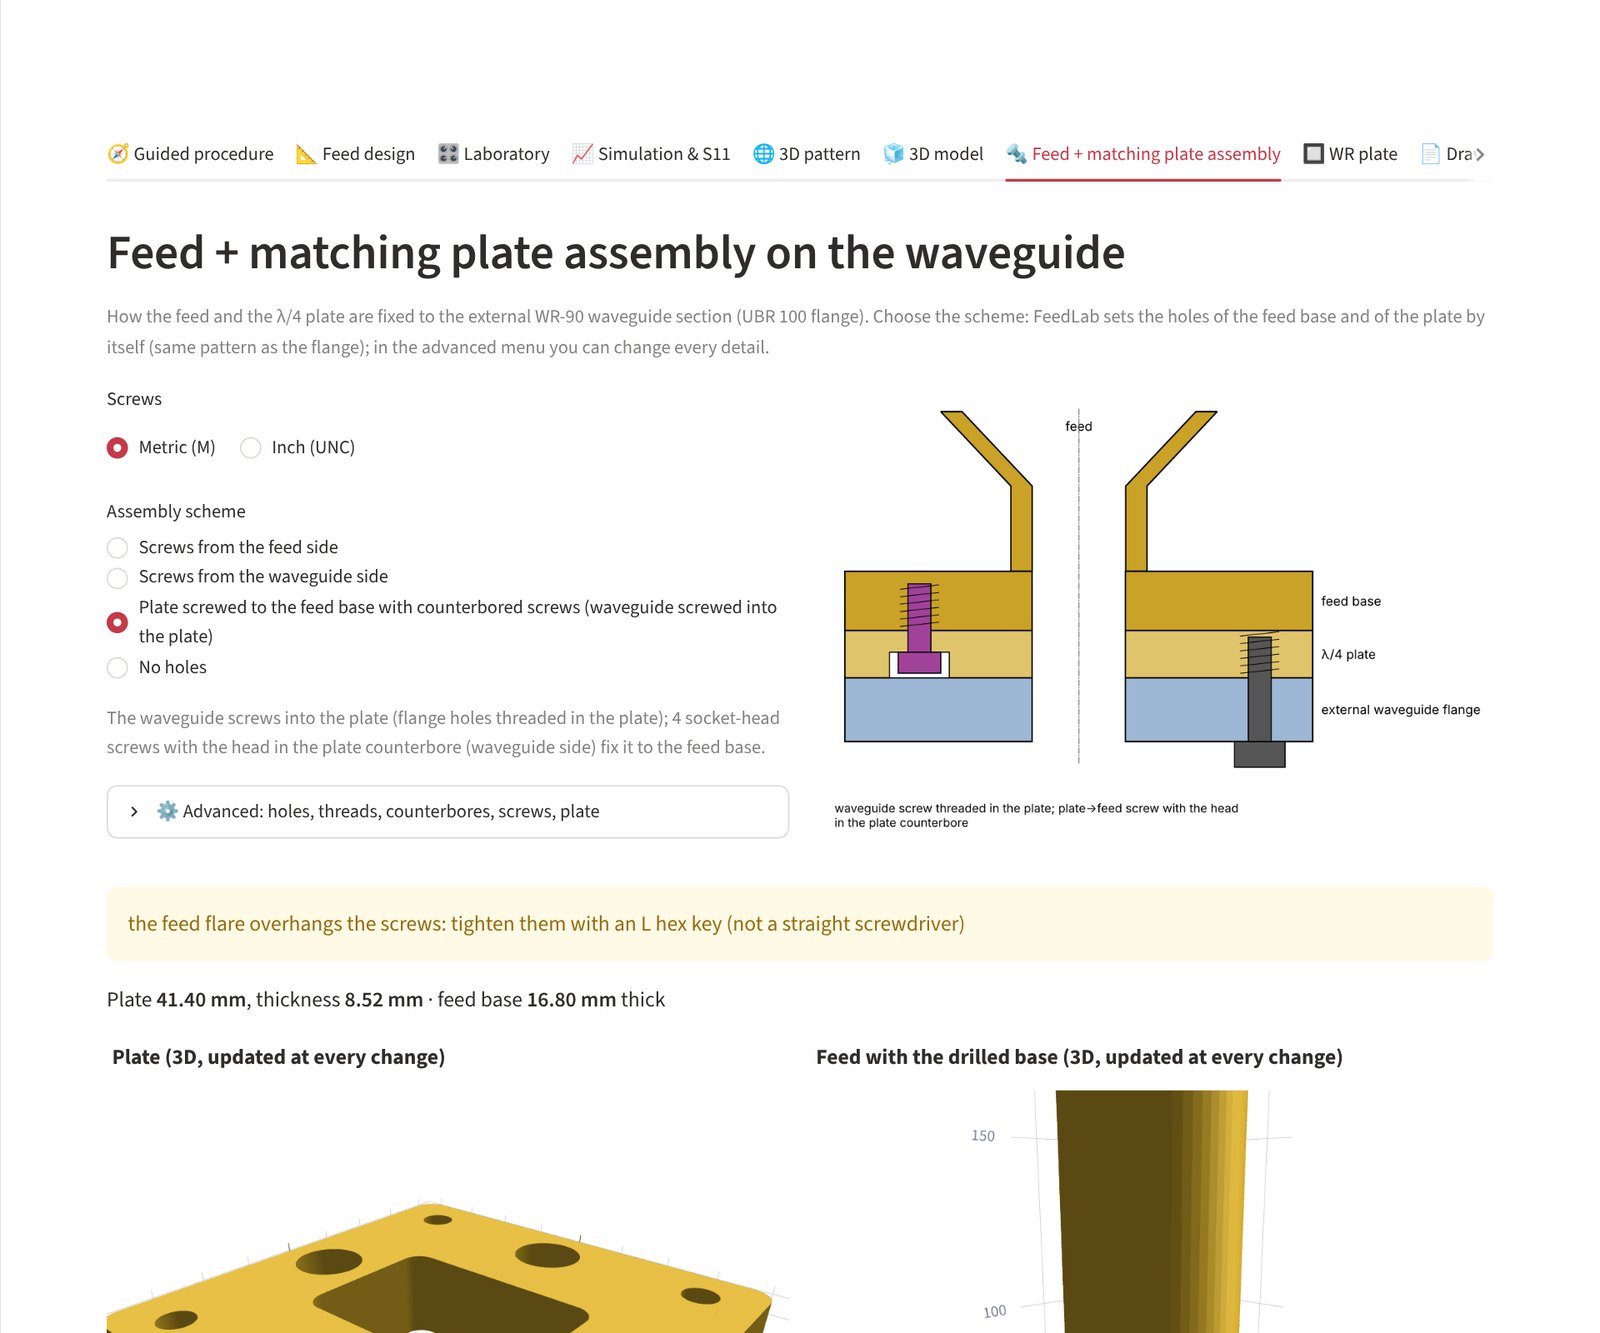 Guided procedure Feed design Laboratory Simulation & S11 3D pattern 3D model Feed + matching plate assembly WR plate Dra
Feed + matching plate assembly on the waveguide
How the feed and the λ/4 plate are fixed to the external WR-90 waveguide section (UBR 100 flange). Choose the scheme: FeedLab sets the holes of the feed base and of the plate by
itself (same pattern as the flange); in the advanced menu you can change every detail.
Screws
Metric (M) Inch (UNC)
Assembly scheme
Screws from the feed side
Screws from the waveguide side
Plate screwed to the feed base with counterbored screws (waveguide screwed into
the plate)
No holes
The waveguide screws into the plate (flange holes threaded in the plate); 4 socket-head
screws with the head in the plate counterbore (waveguide side) fix it to the feed base.
Advanced: holes, threads, counterbores, screws, plate
feed
feed base
λ/4 plate
external waveguide flange
waveguide screw threaded in the plate; plate→feed screw with the head
in the plate counterbore
the feed flare overhangs the screws: tighten them with an L hex key (not a straight screwdriver)
Plate 41.40 mm, thickness 8.52 mm · feed base 16.80 mm thick
Plate (3D, updated at every change)
Feed with the drilled base (3D, updated at every change)
150
100